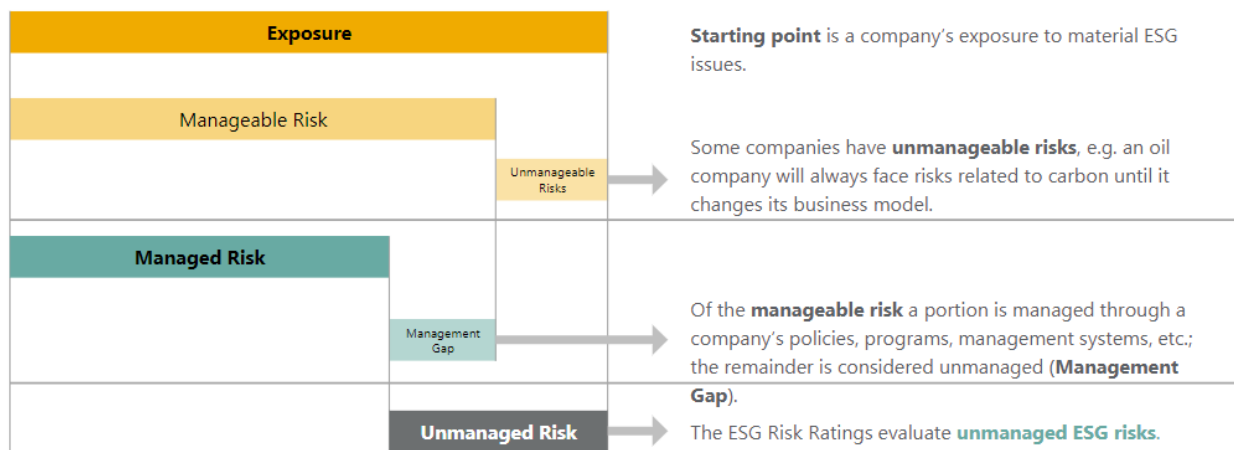 Exposure
Starting point is a company's exposure to material ESG
issues.
Manageable Risk
Unmanageable
Risks
Some companies have unmanageable risks, e.g. an oil
company will always face risks related to carbon until it
changes its business model.
Managed Risk
Management
Gap
Of the manageable risk a portion is managed through a
company's policies, programs, management systems, etc.;
the remainder is considered unmanaged (Management
Gap).
Unmanaged Risk
The ESG Risk Ratings evaluate unmanaged ESG risks.